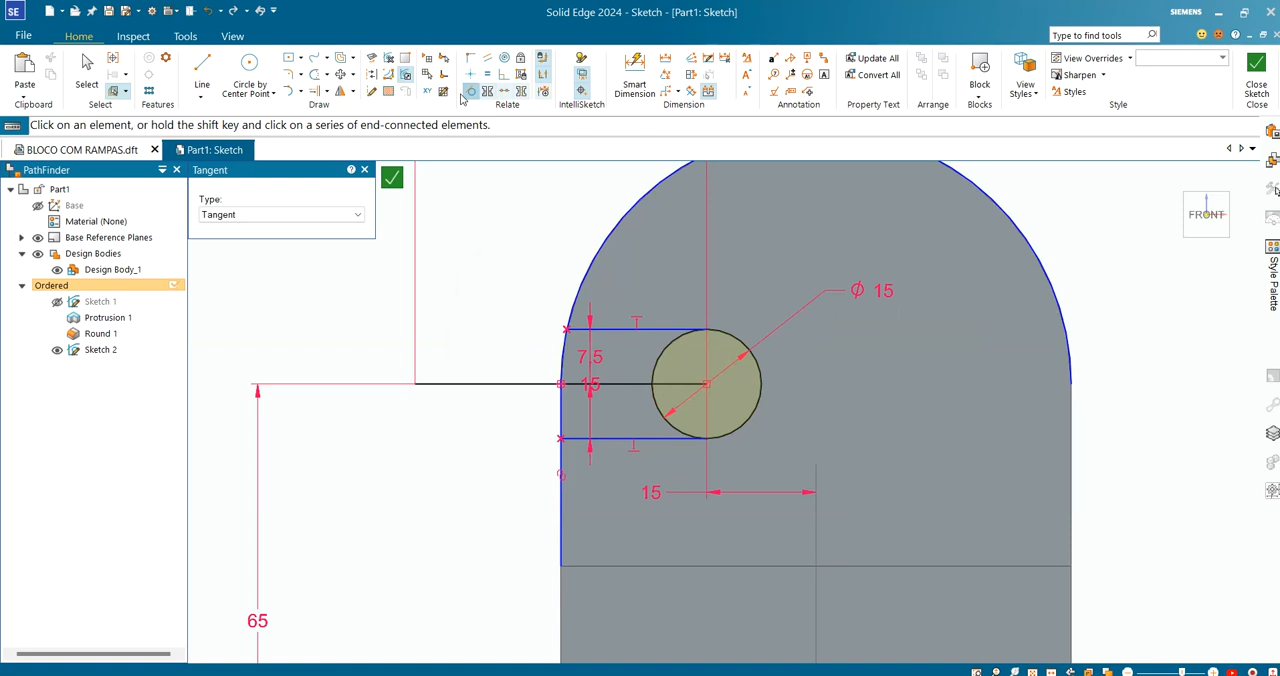 SE
Solid Edge 2024 - Sketch - [Part1: Sketch]
SIEMENS
File
Home
Inspect
Sketch
Tools
View
Type to find tools
Paste
Clipboard
Select
Select
Features
Line
Circle by
Center Point
Draw
XY
Relate
IntelliSketch
Smart
Dimension
Dimension
Annotation
Update All
Convert All
Property Text
Arrange
Block
Blocks
View
Styles
View Overrides
Sharpen
Styles
Style
Close
Sketch
Close
Click on an element, or hold the shift key and click on a series of end-connected elements.
BLOCO COM RAMPAS.dft
Part1: Sketch
PathFinder
Part1
Base
Material (None)
Base Reference Planes
Design Bodies
Design Body_1
Ordered
Sketch 1
Protrusion 1
Round 1
Sketch 2
Tangent
Type:
Tangent
FRONT
Style Palette
Φ 15
7.5
15
15
65